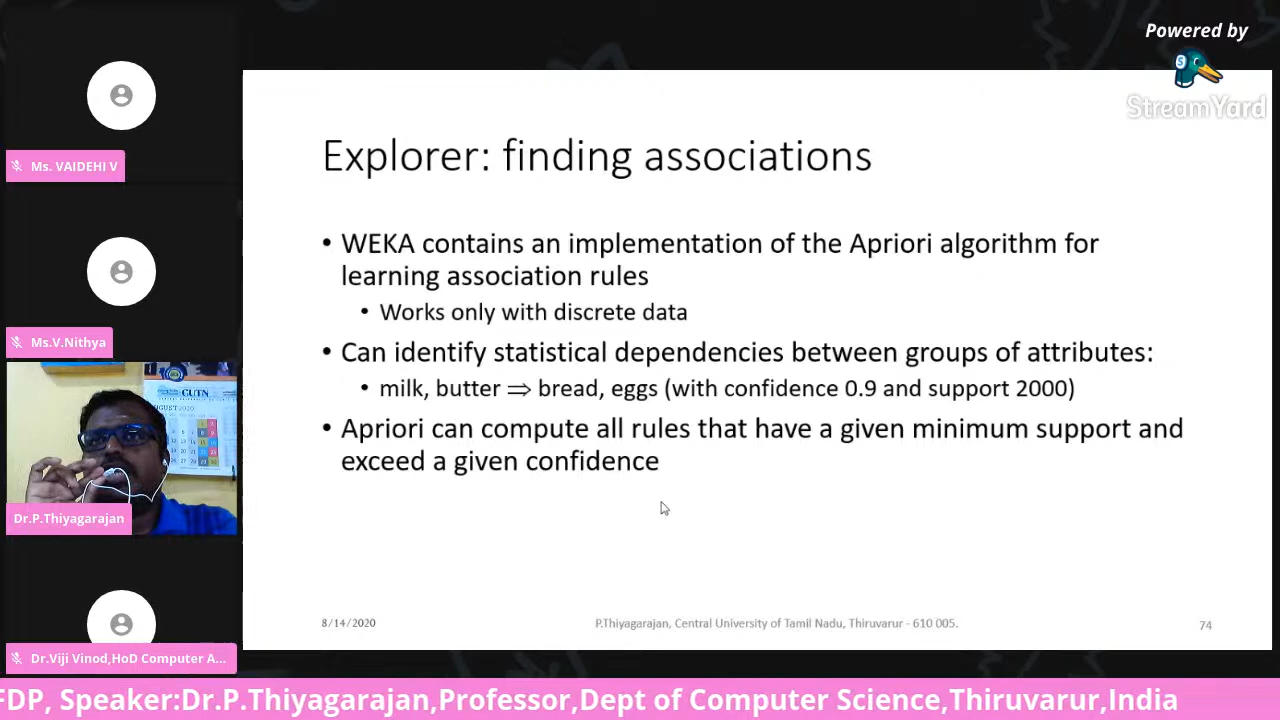 Powered by
S
StreamYard
Ms. VAIDEHI V
Ms.V.Nithya
CUTN
AUGUST 2020
Dr.P.Thiyagarajan
Dr.Viji Vinod,HoD Computer A...
Explorer: finding associations
• WEKA contains an implementation of the Apriori algorithm for
learning association rules
• Works only with discrete data
• Can identify statistical dependencies between groups of attributes:
• milk, butter ⇒ bread, eggs (with confidence 0.9 and support 2000)
• Apriori can compute all rules that have a given minimum support and
exceed a given confidence
8/14/2020
P.Thiyagarajan, Central University of Tamil Nadu, Thiruvarur - 610 005.
74
FDP, Speaker:Dr.P.Thiyagarajan,Professor,Dept of Computer Science,Thiruvarur,India